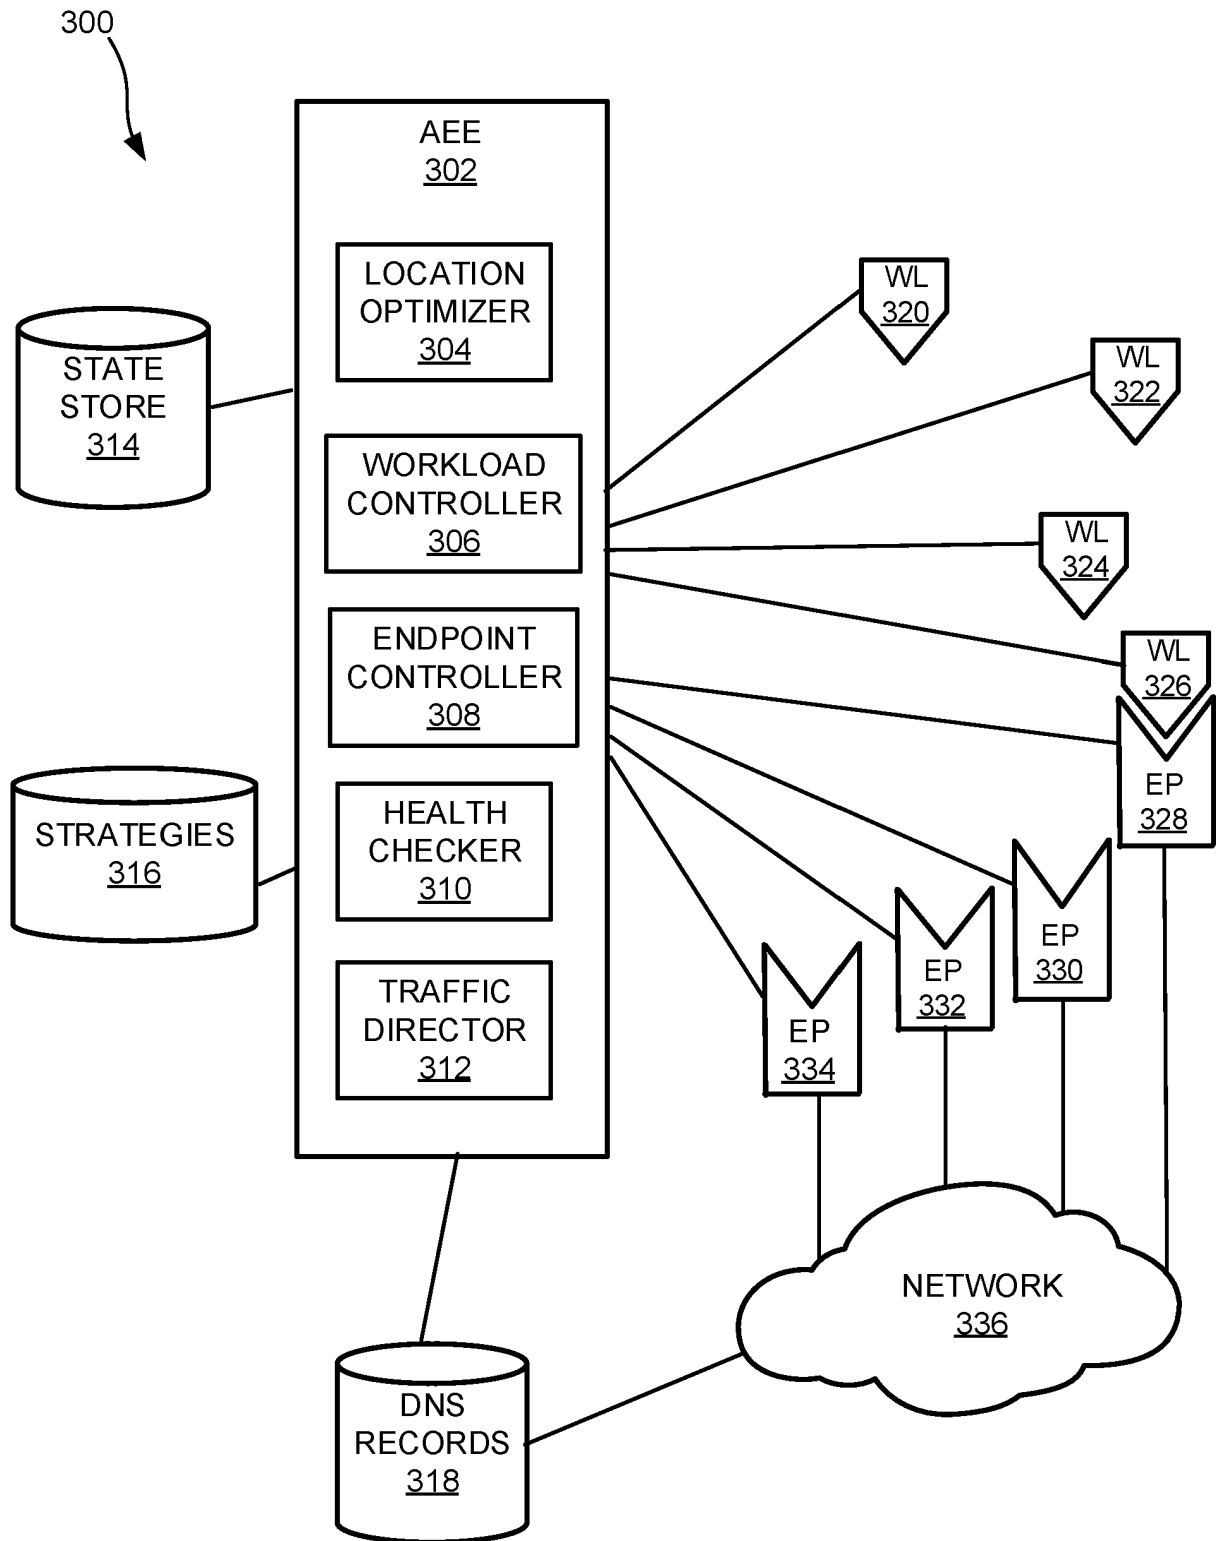 300
AEE
302
LOCATION
OPTIMIZER
304
WORKLOAD
CONTROLLER
306
ENDPOINT
CONTROLLER
308
HEALTH
CHECKER
310
TRAFFIC
DIRECTOR
312
STATE
STORE
314
STRATEGIES
316
DNS
RECORDS
318
WL
320
WL
322
WL
324
WL
326
EP
328
EP
330
EP
332
EP
334
NETWORK
336